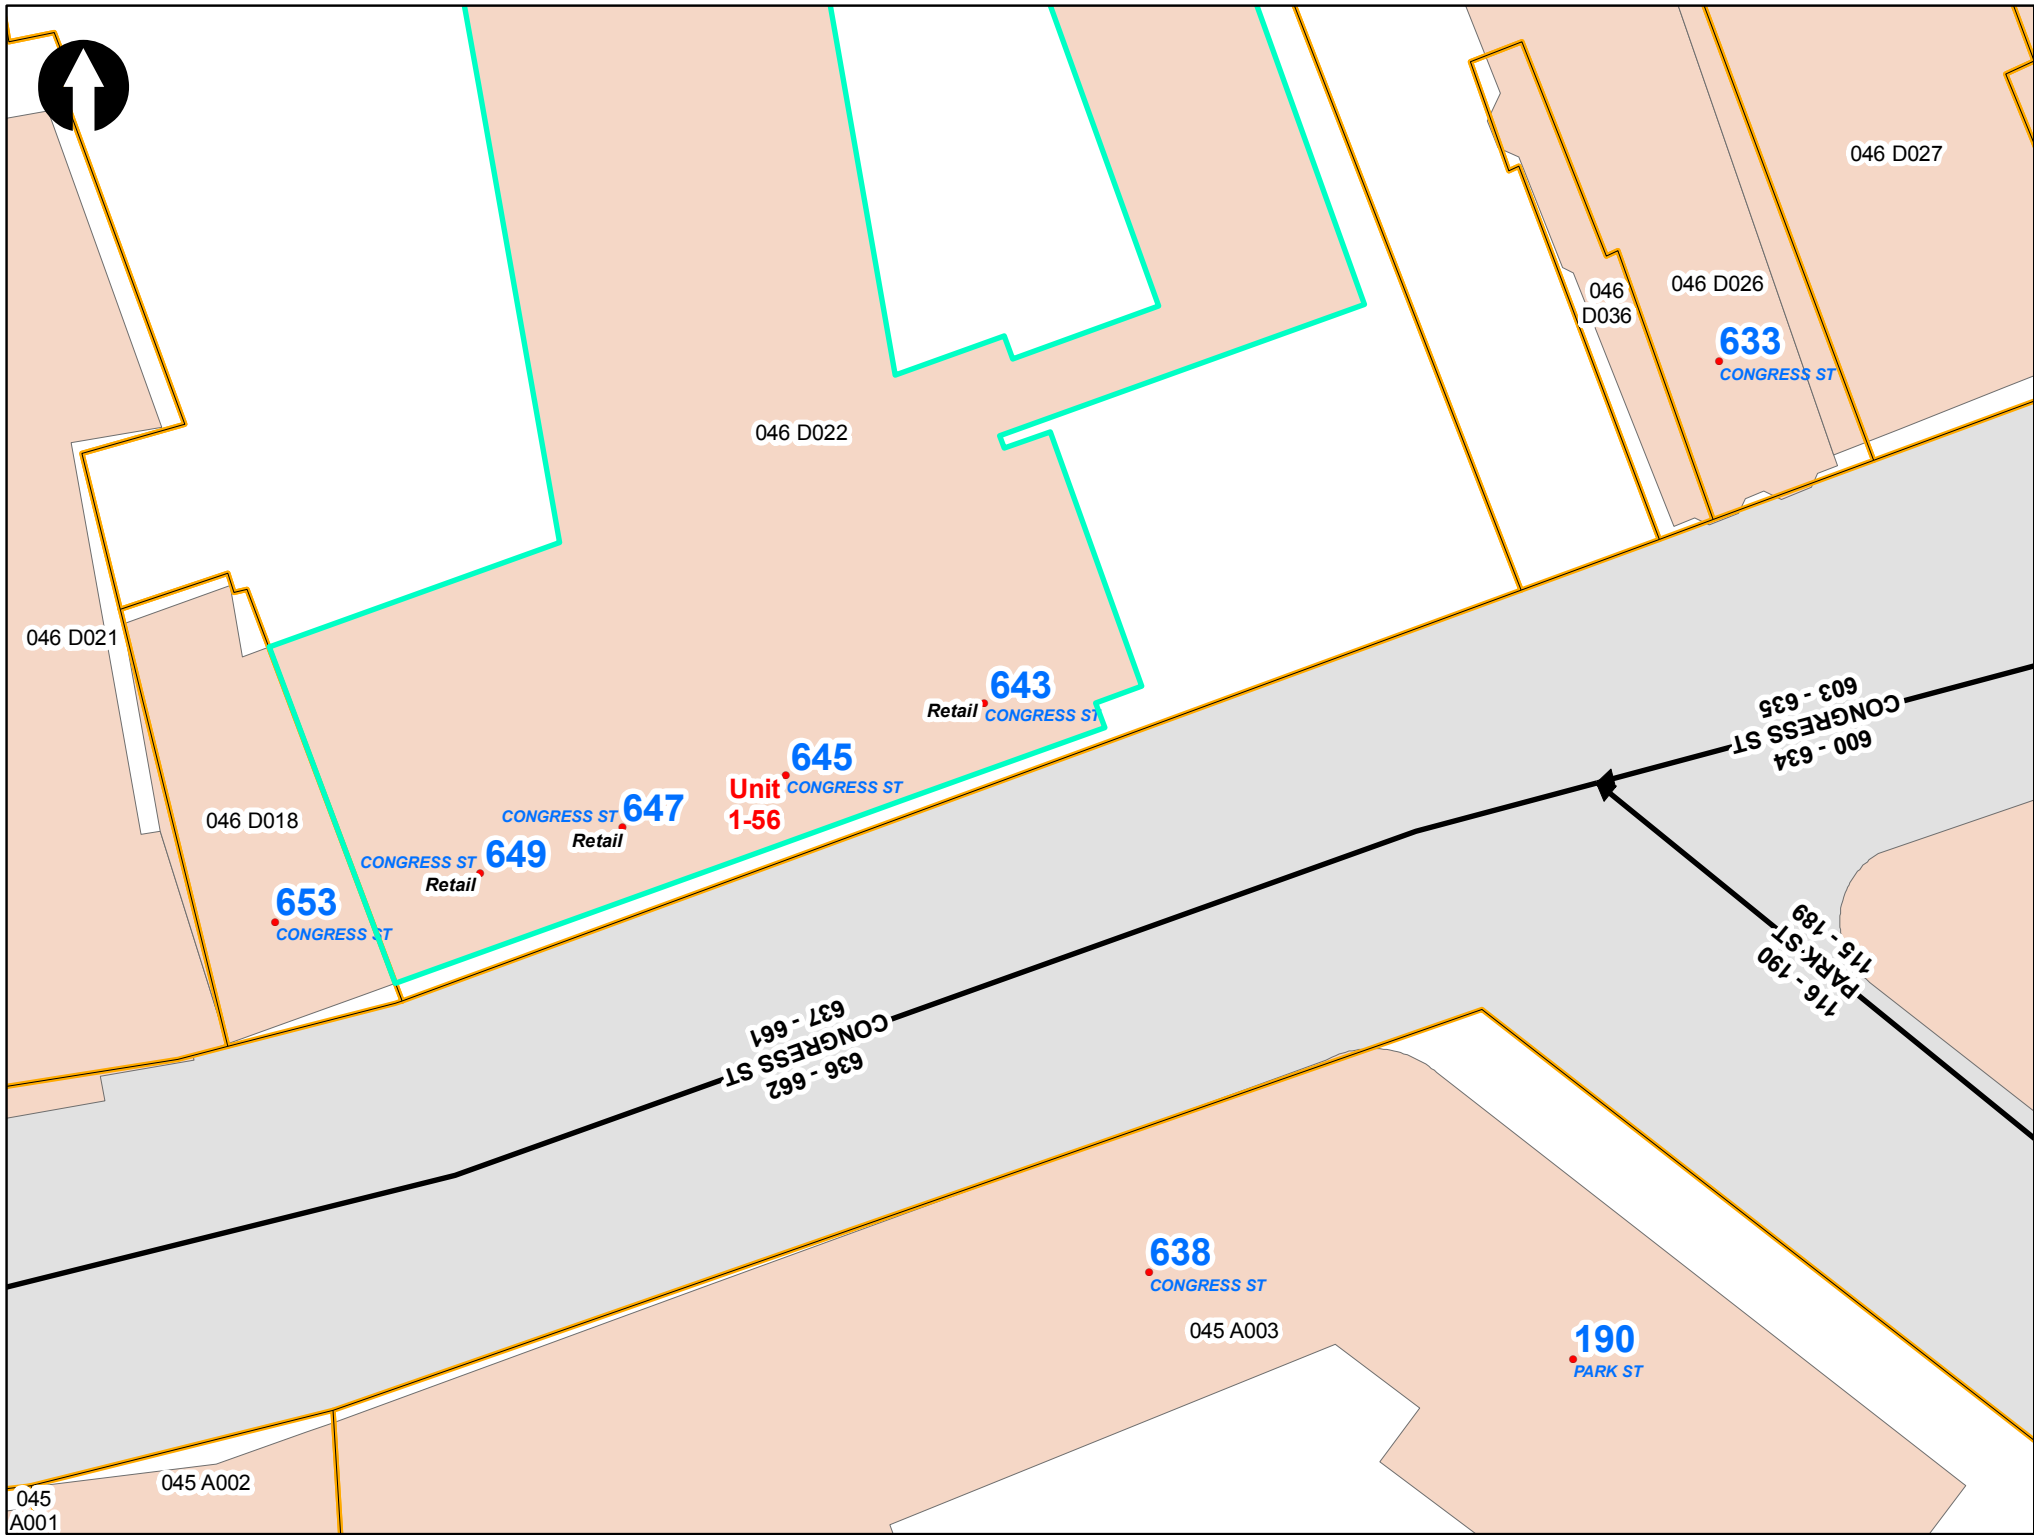 046 D027
046 D026
046
D036
633
CONGRESS ST
046 D022
046 D021
643
Retail
CONGRESS ST
645
Unit
1-56
CONGRESS ST
647
CONGRESS ST
Retail
649
CONGRESS ST
Retail
046 D018
653
CONGRESS ST
600 - 634
CONGRESS ST
603 - 635
116 - 190
PARK ST
115 - 189
636 - 662
CONGRESS ST
637 - 661
638
CONGRESS ST
045 A003
190
PARK ST
045 A002
045
A001